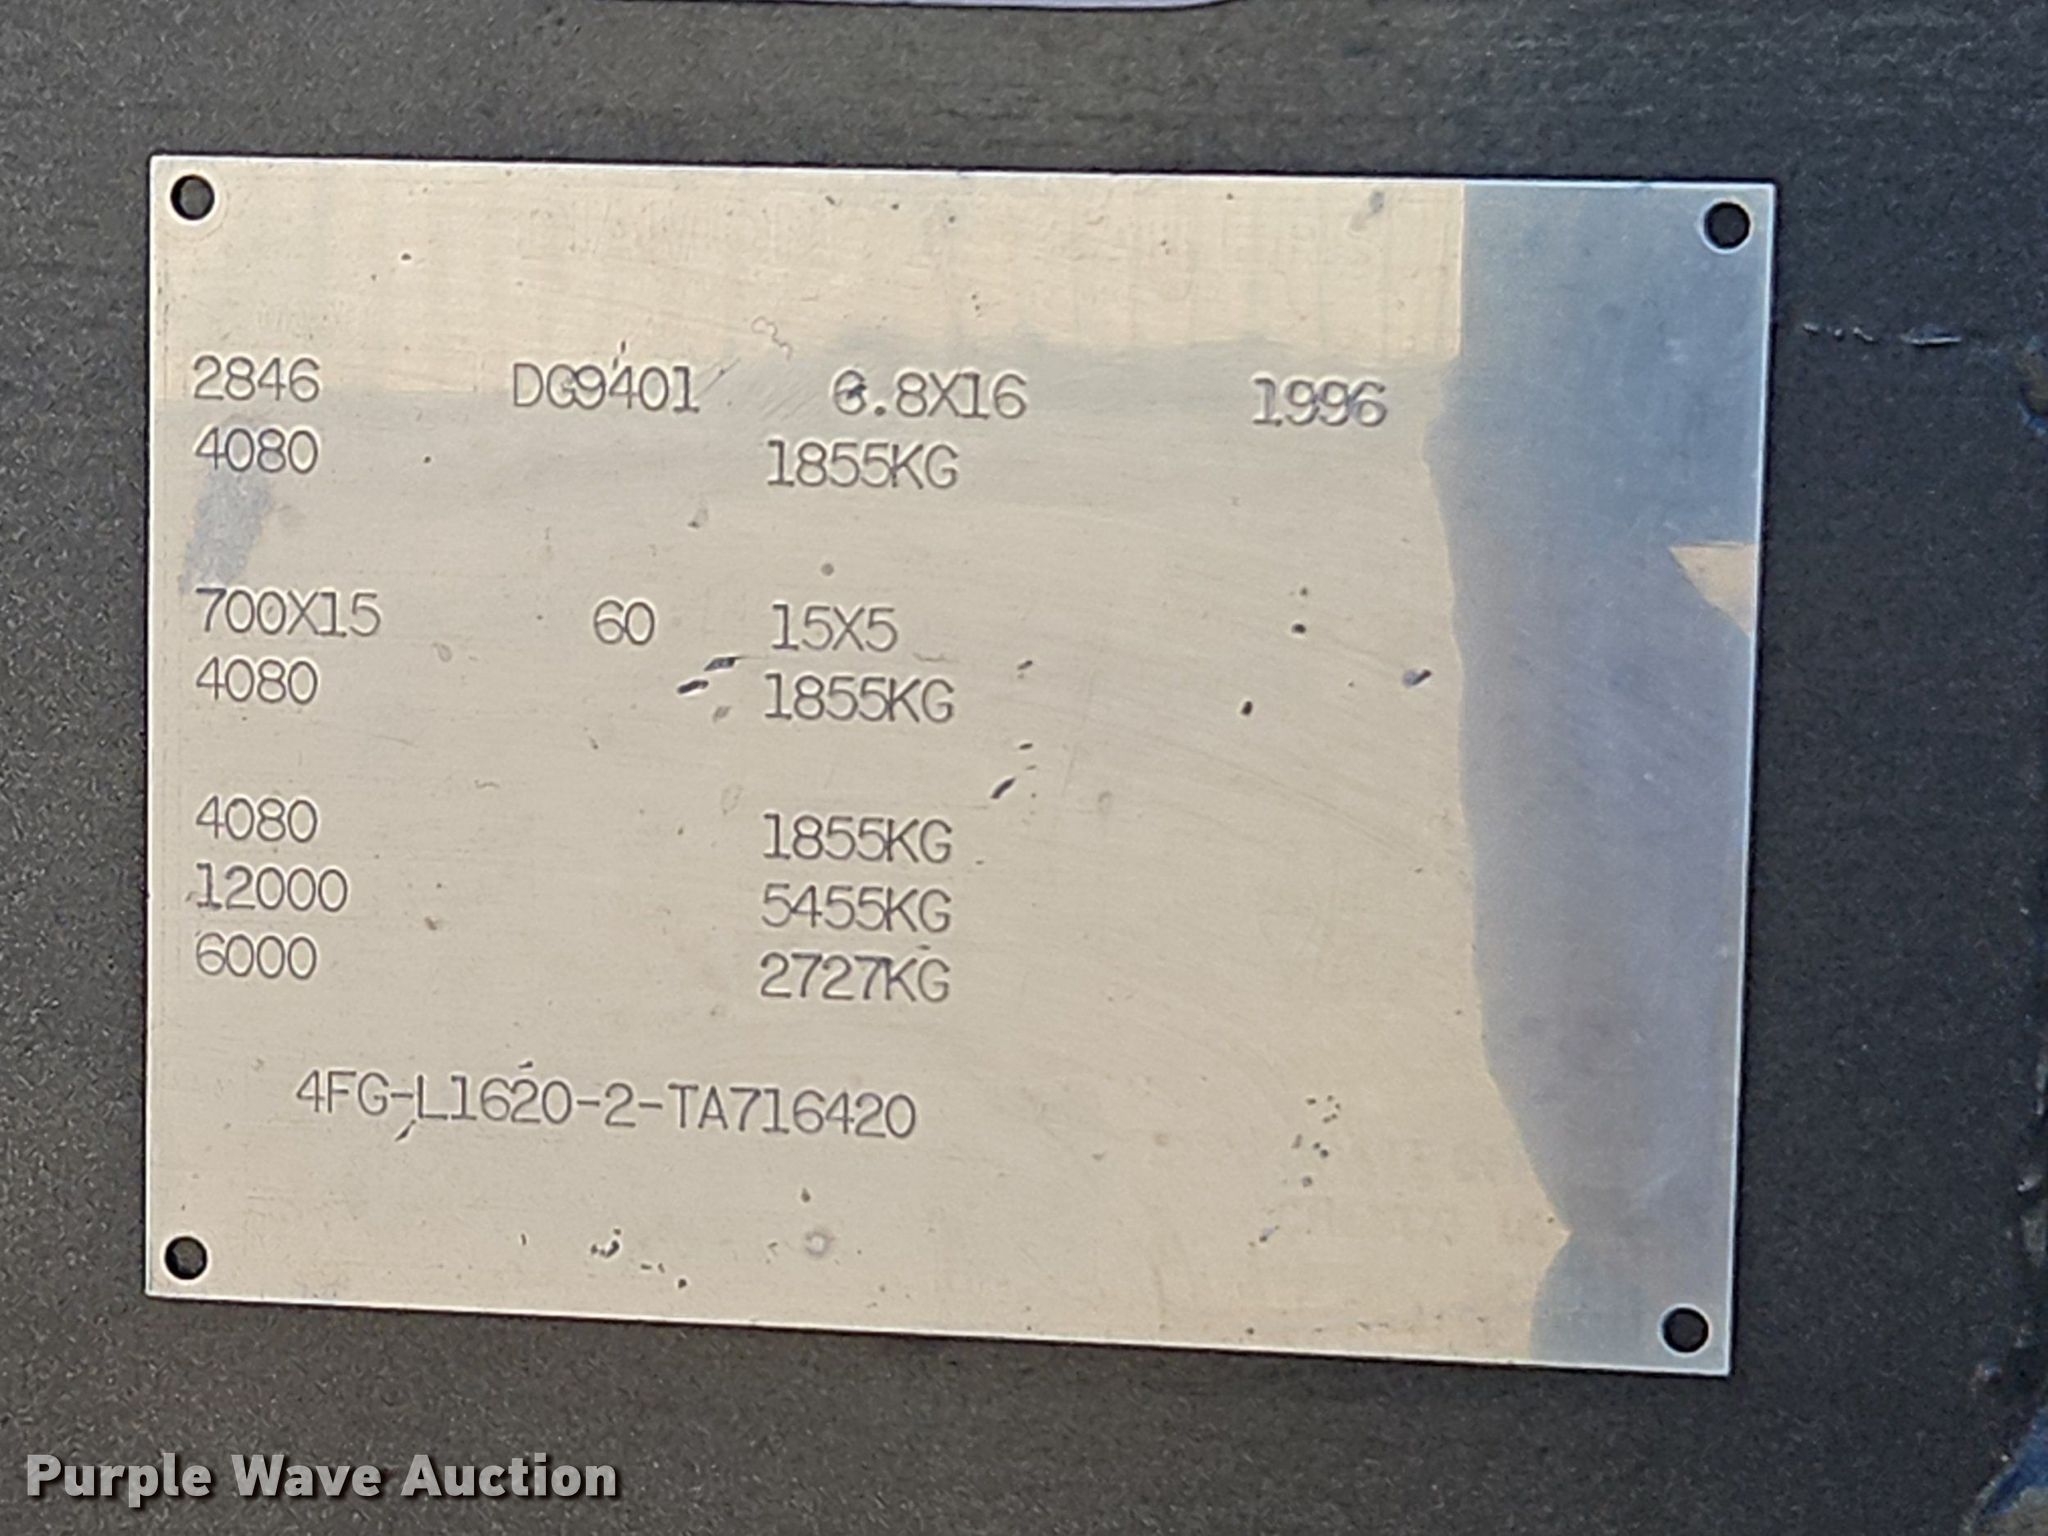 2846 DG9401 6.8X16 1996
4080 1855KG
700X15 60 15X5
4080 1855KG
4080 1855KG
12000 5455KG
6000 2727KG
4FG-L1620-2-TA716420
Purple Wave Auction